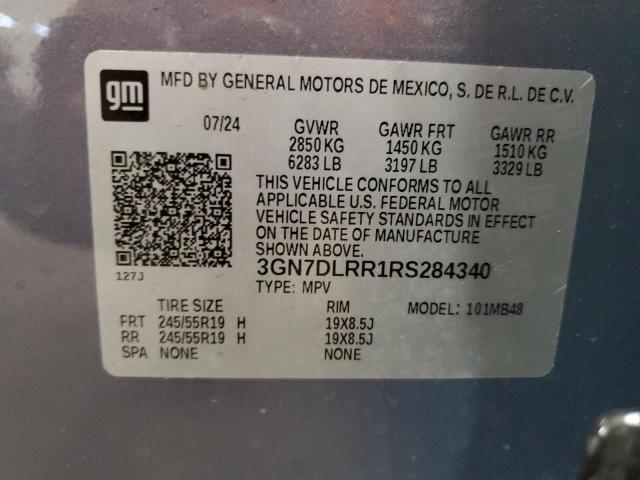 gm
MFD BY GENERAL MOTORS DE MEXICO, S. DE R.L. DE C.V.
07/24 GVWR GAWR FRT GAWR RR
2850 KG 1450 KG 1510 KG
6283 LB 3197 LB 3329 LB
THIS VEHICLE CONFORMS TO ALL
APPLICABLE U.S. FEDERAL MOTOR
VEHICLE SAFETY STANDARDS IN EFFECT
ON THE DATE OF MANUFACTURE
SHOWN ABOVE.
127J
3GN7DLRR1RS284340
TYPE: MPV
TIRE SIZE RIM MODEL: 101MB48
FRT 245/55R19 H 19X8.5J
RR 245/55R19 H 19X8.5J
SPA NONE NONE